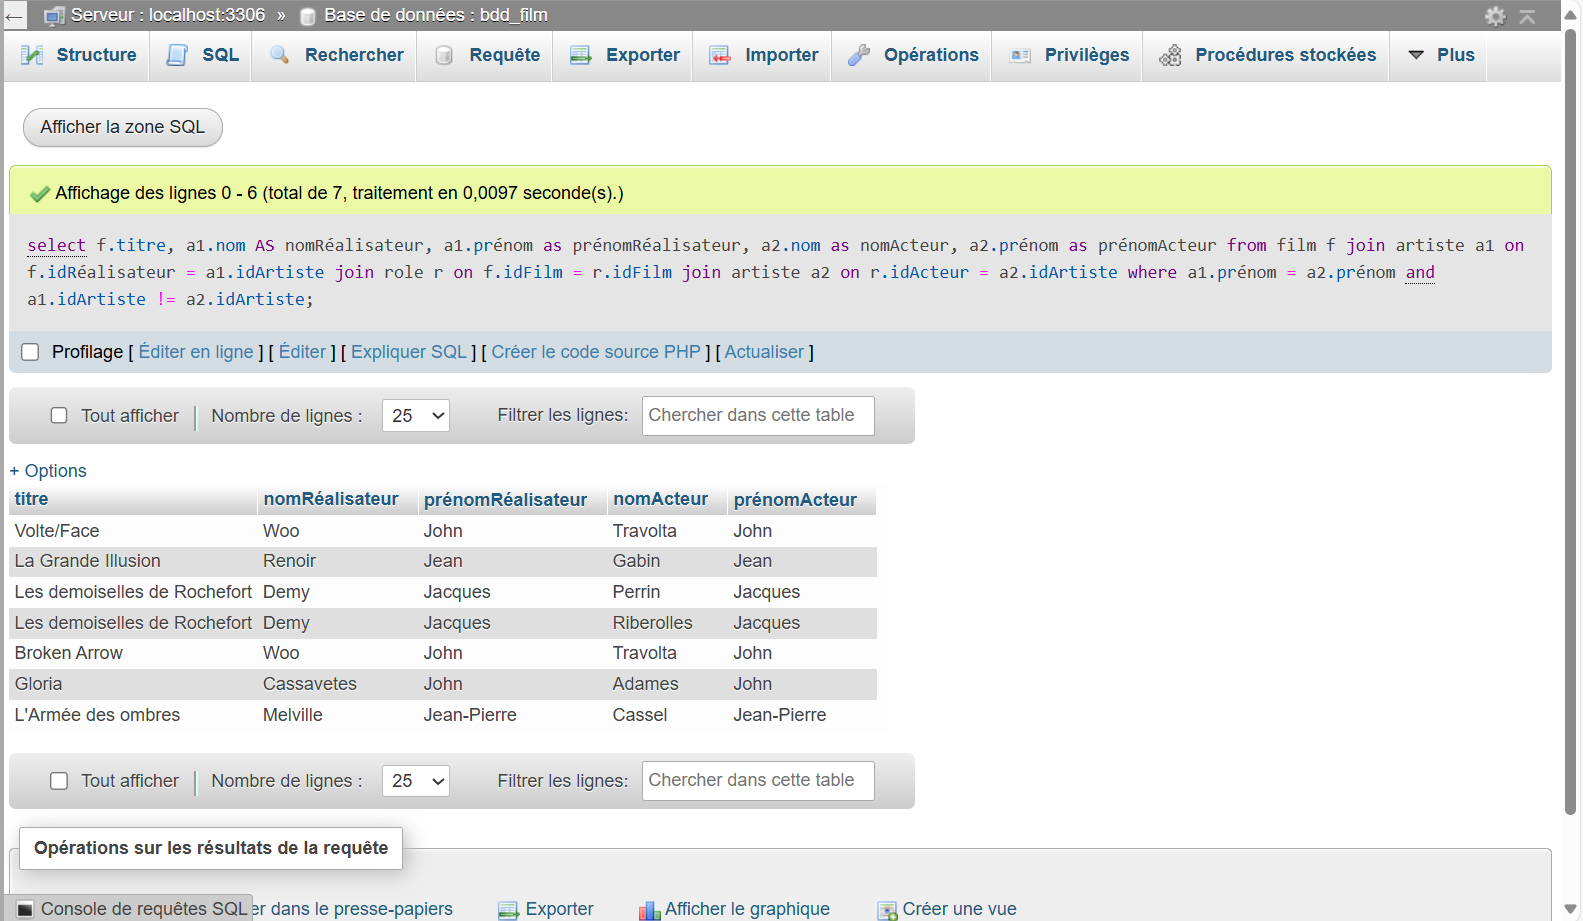 ← Serveur : localhost:3306 » Base de données : bdd_film
Structure SQL Rechercher Requête Exporter Importer Opérations Privilèges Procédures stockées Plus
Afficher la zone SQL
Affichage des lignes 0 - 6 (total de 7, traitement en 0,0097 seconde(s).)
select f.titre, a1.nom AS nomRéalisateur, a1.prénom as prénomRéalisateur, a2.nom as nomActeur, a2.prénom as prénomActeur from film f join artiste a1 on
f.idRéalisateur = a1.idArtiste join role r on f.idFilm = r.idFilm join artiste a2 on r.idActeur = a2.idArtiste where a1.prénom = a2.prénom and
a1.idArtiste != a2.idArtiste;
Profilage [ Éditer en ligne ] [ Éditer ] [ Expliquer SQL ] [ Créer le code source PHP ] [ Actualiser ]
Tout afficher Nombre de lignes : 25 Filtrer les lignes: Chercher dans cette table
+ Options
titre nomRéalisateur prénomRéalisateur nomActeur prénomActeur
Volte/Face Woo John Travolta John
La Grande Illusion Renoir Jean Gabin Jean
Les demoiselles de Rochefort Demy Jacques Perrin Jacques
Les demoiselles de Rochefort Demy Jacques Riberolles Jacques
Broken Arrow Woo John Travolta John
Gloria Cassavetes John Adames John
L'Armée des ombres Melville Jean-Pierre Cassel Jean-Pierre
Tout afficher Nombre de lignes : 25 Filtrer les lignes: Chercher dans cette table
Opérations sur les résultats de la requête
Console de requêtes SQL er dans le presse-papiers Exporter Afficher le graphique Créer une vue